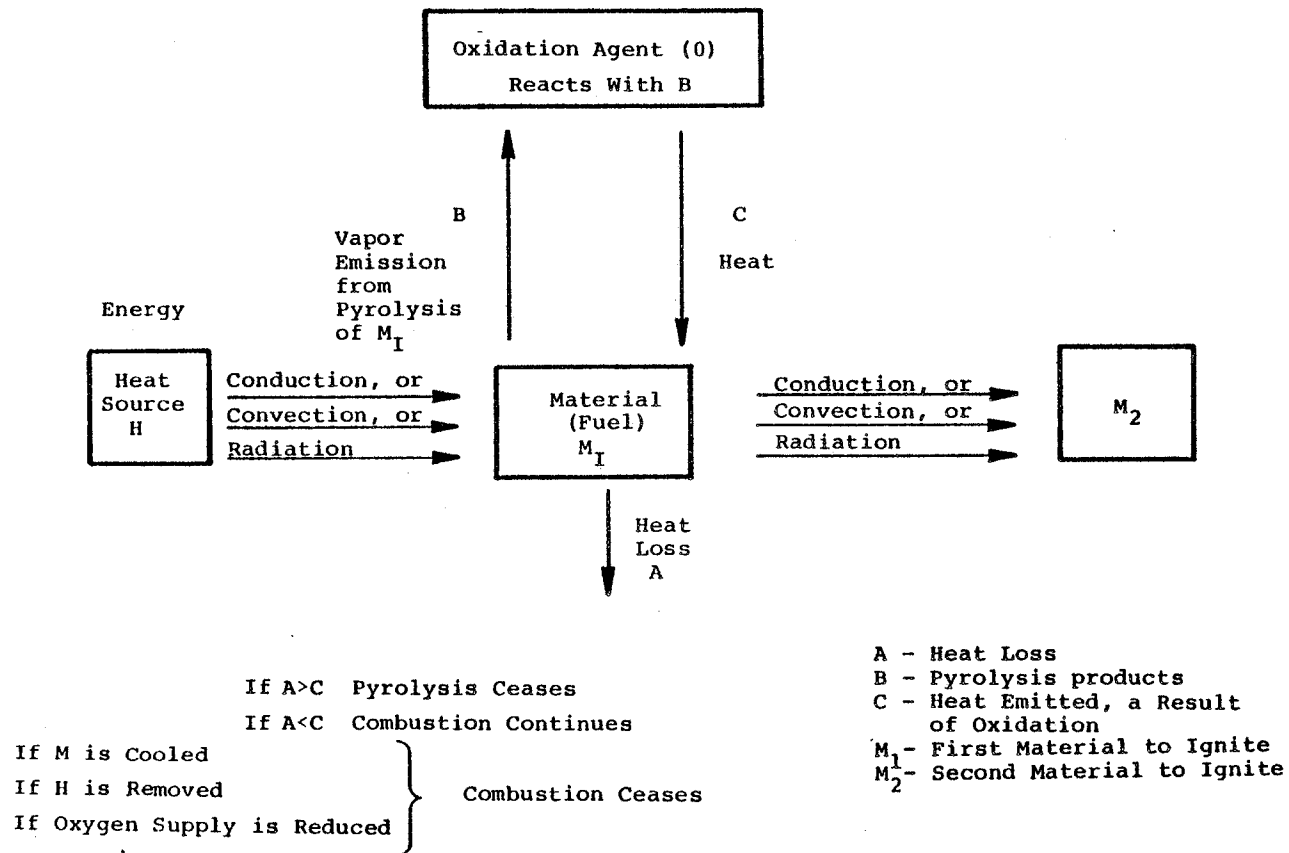 Oxidation Agent (0)
Reacts With B
B
Vapor
Emission
from
Pyrolysis
of M_I
C
Heat
Energy
Heat
Source
H
Conduction, or
Convection, or
Radiation
Material
(Fuel)
M_I
Conduction, or
Convection, or
Radiation
M_2
Heat
Loss
A
If A>C Pyrolysis Ceases
If A<C Combustion Continues
If M is Cooled
If H is Removed
If Oxygen Supply is Reduced
Combustion Ceases
A - Heat Loss
B - Pyrolysis products
C - Heat Emitted, a Result
of Oxidation
M_1- First Material to Ignite
M_2- Second Material to Ignite